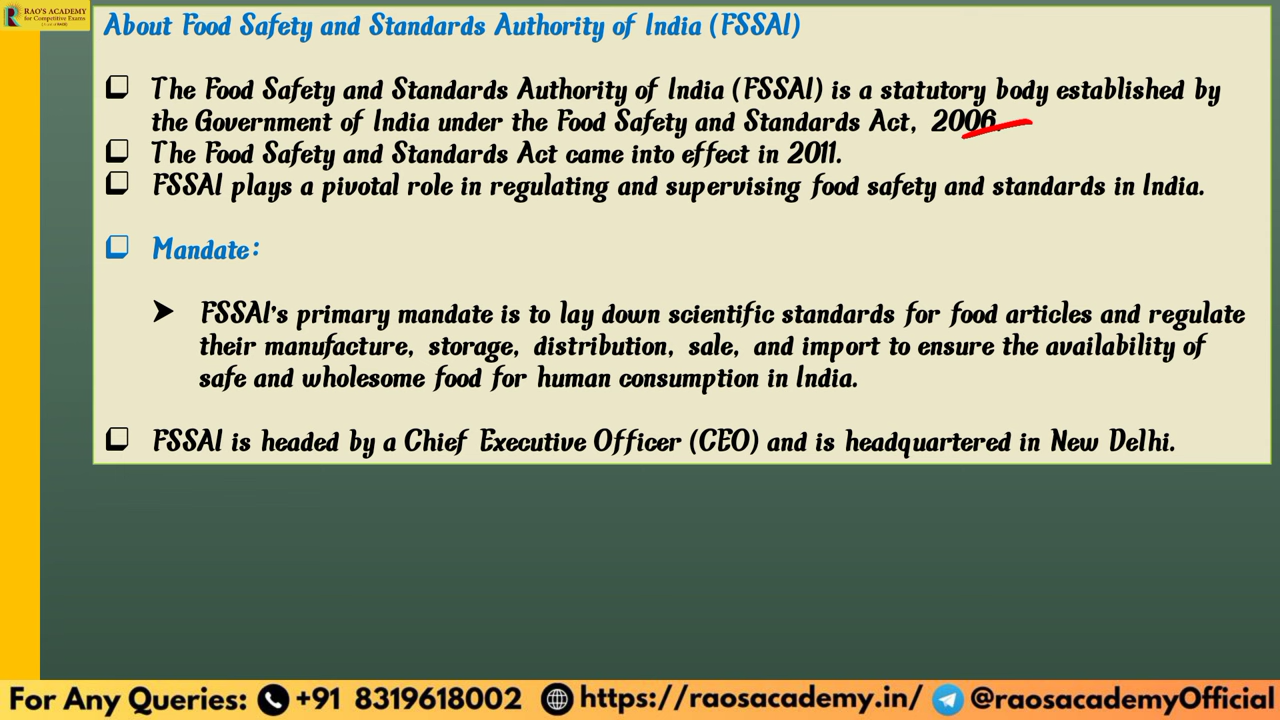 RAO'S ACADEMY
for Competitive Exams
About Food Safety and Standards Authority of India (FSSAI)
The Food Safety and Standards Authority of India (FSSAI) is a statutory body established by
the Government of India under the Food Safety and Standards Act, 2006.
The Food Safety and Standards Act came into effect in 2011.
FSSAI plays a pivotal role in regulating and supervising food safety and standards in India.
Mandate:
FSSAI's primary mandate is to lay down scientific standards for food articles and regulate
their manufacture, storage, distribution, sale, and import to ensure the availability of
safe and wholesome food for human consumption in India.
FSSAI is headed by a Chief Executive Officer (CEO) and is headquartered in New Delhi.
For Any Queries: +91 8319618002 https://raosacademy.in/ @raosacademyOfficial